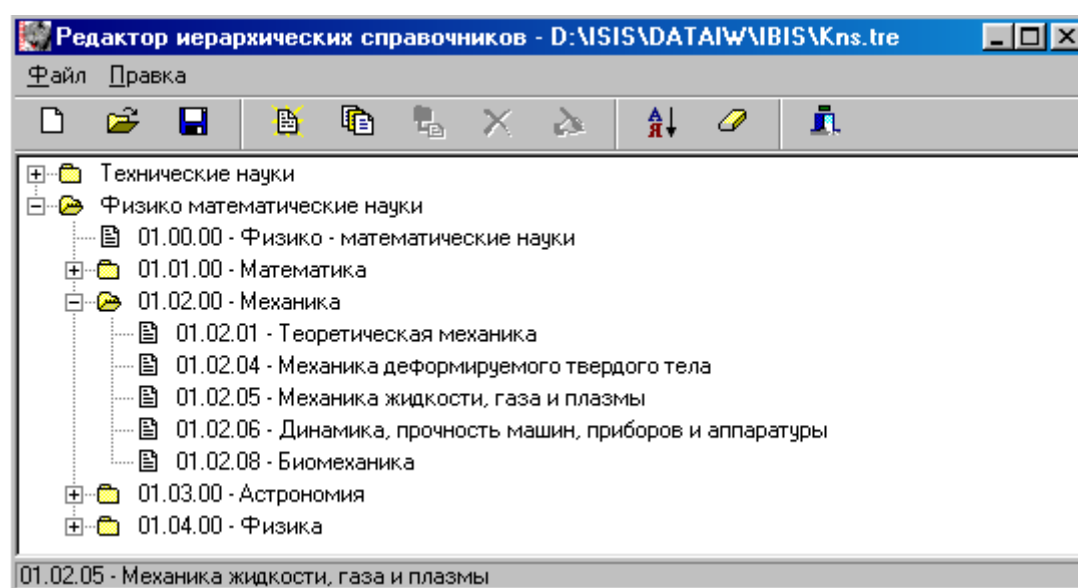 Редактор иерархических справочников - D:\ISIS\DATAIW\IBIS\Kns.tre
Файл Правка
Технические науки
Физико математические науки
01.00.00 - Физико - математические науки
01.01.00 - Математика
01.02.00 - Механика
01.02.01 - Теоретическая механика
01.02.04 - Механика деформируемого твердого тела
01.02.05 - Механика жидкости, газа и плазмы
01.02.06 - Динамика, прочность машин, приборов и аппаратуры
01.02.08 - Биомеханика
01.03.00 - Астрономия
01.04.00 - Физика
01.02.05 - Механика жидкости, газа и плазмы